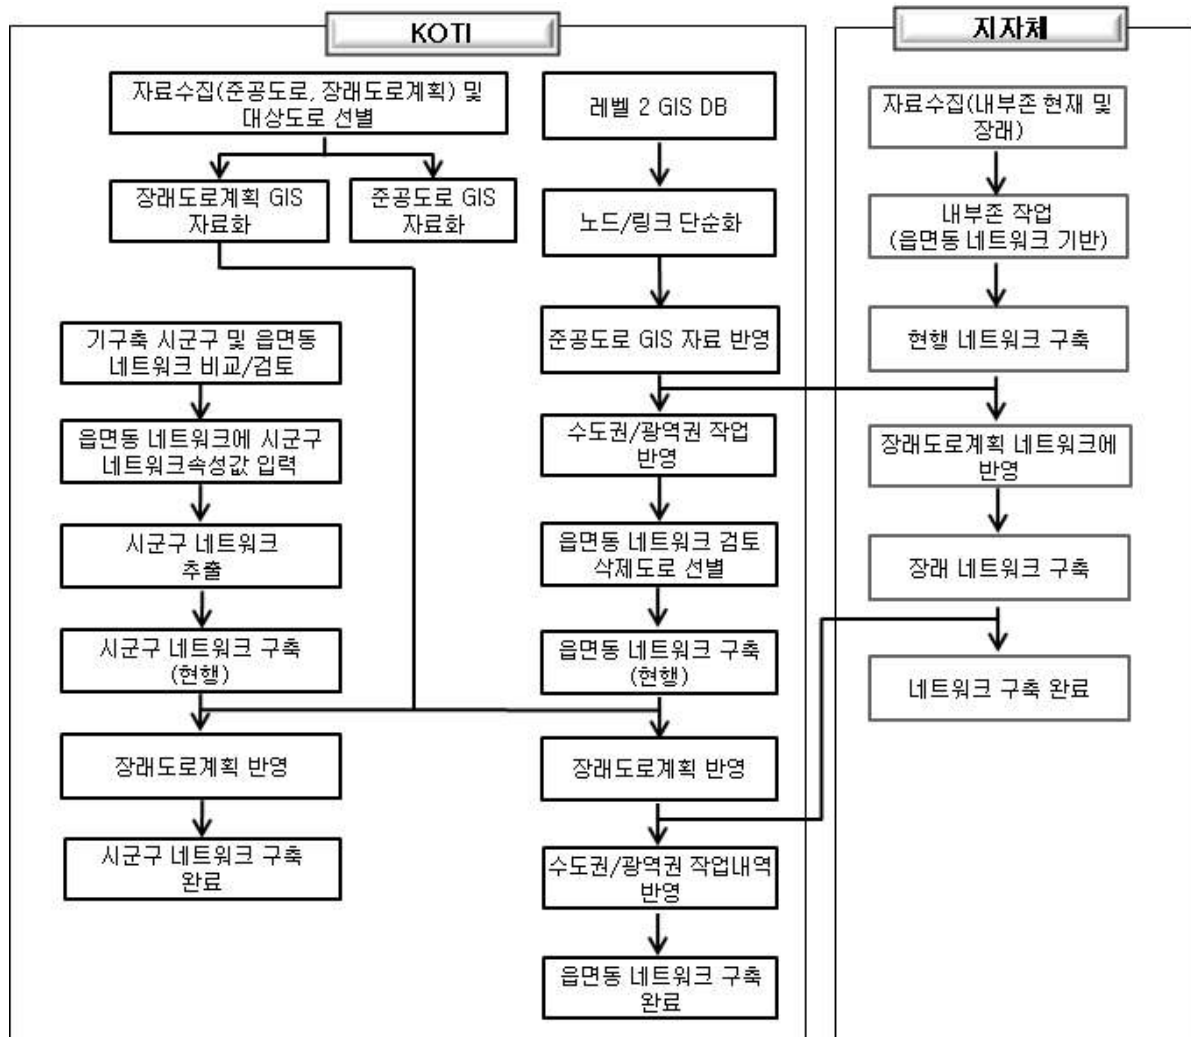 KOTI
자료수집(준공도로, 장래도로계획) 및
대상도로 선별
장래도로계획 GIS
자료화
준공도로 GIS
자료화
기구축 시군구 및 읍면동
네트워크 비교/검토
읍면동 네트워크에 시군구
네트워크속성값 입력
시군구 네트워크
추출
시군구 네트워크 구축
(현행)
장래도로계획 반영
시군구 네트워크 구축
완료
레벨 2 GIS DB
노드/링크 단순화
준공도로 GIS 자료 반영
수도권/광역권 작업
반영
읍면동 네트워크 검토
삭제도로 선별
읍면동 네트워크 구축
(현행)
장래도로계획 반영
수도권/광역권 작업내역
반영
읍면동 네트워크 구축
완료
지자체
자료수집(내부존 현재 및
장래)
내부존 작업
(읍면동 네트워크 기반)
현행 네트워크 구축
장래도로계획 네트워크에
반영
장래 네트워크 구축
네트워크 구축 완료